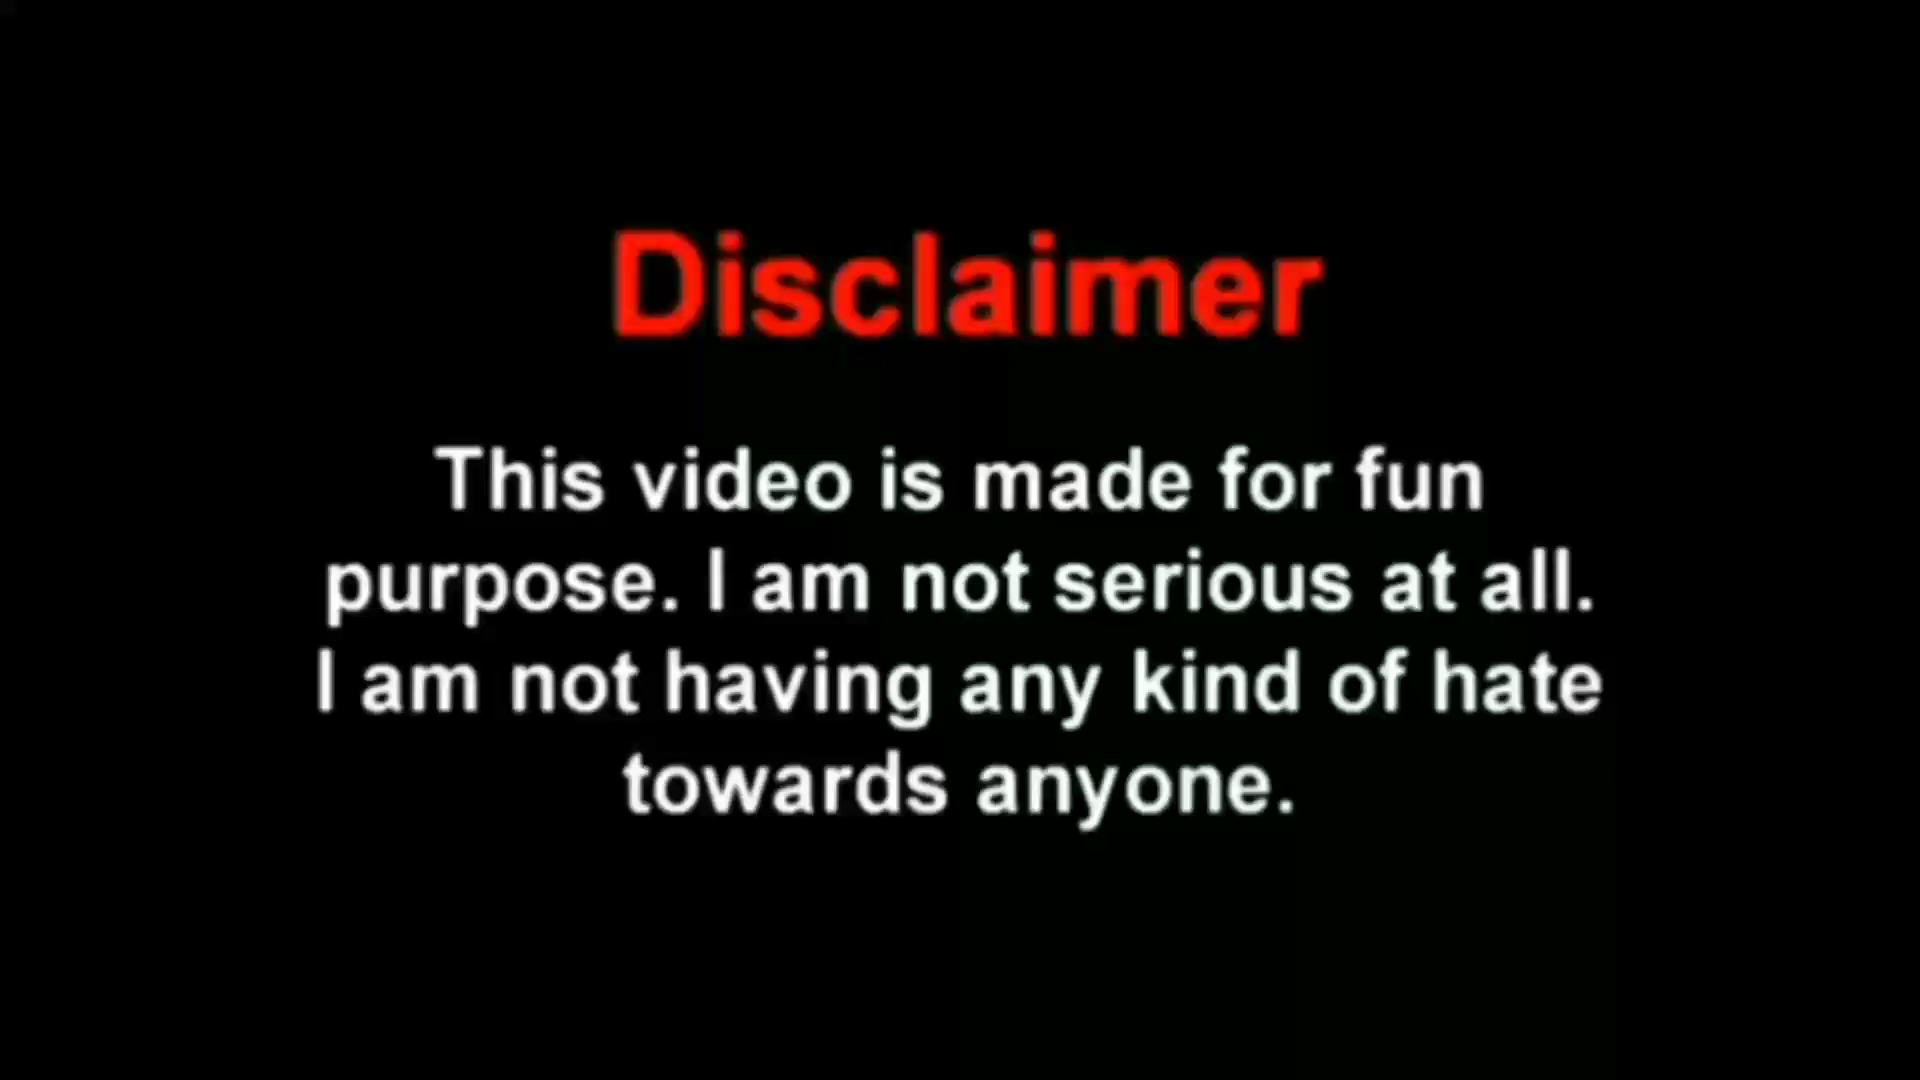 Disclaimer
This video is made for fun
purpose. I am not serious at all.
I am not having any kind of hate
towards anyone.